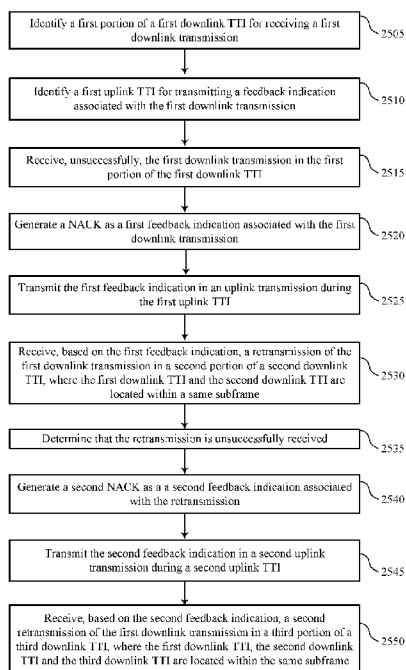 Identify a first portion of a first downlink TTI for receiving a first
downlink transmission
2505
Identify a first uplink TTI for transmitting a feedback indication
associated with the first downlink transmission
2510
Receive, unsuccessfully, the first downlink transmission in the first
portion of the first downlink TTI
2515
Generate a NACK as a first feedback indication associated with the first
downlink transmission
2520
Transmit the first feedback indication in an uplink transmission during
the first uplink TTI
2525
Receive, based on the first feedback indication, a retransmission of the
first downlink transmission in a second portion of a second downlink
TTI, where the first downlink TTI and the second downlink TTI are
located within a same subframe
2530
Determine that the retransmission is unsuccessfully received
2535
Generate a second NACK as a a second feedback indication associated
with the retransmission
2540
Transmit the second feedback indication in a second uplink
transmission during a second uplink TTI
2545
Receive, based on the second feedback indication, a second
retransmission of the first downlink transmission in a third portion of a
third downlink TTI, where the first downlink TTI, the second downlink
TTI and the third downlink TTI are located within the same subframe
2550